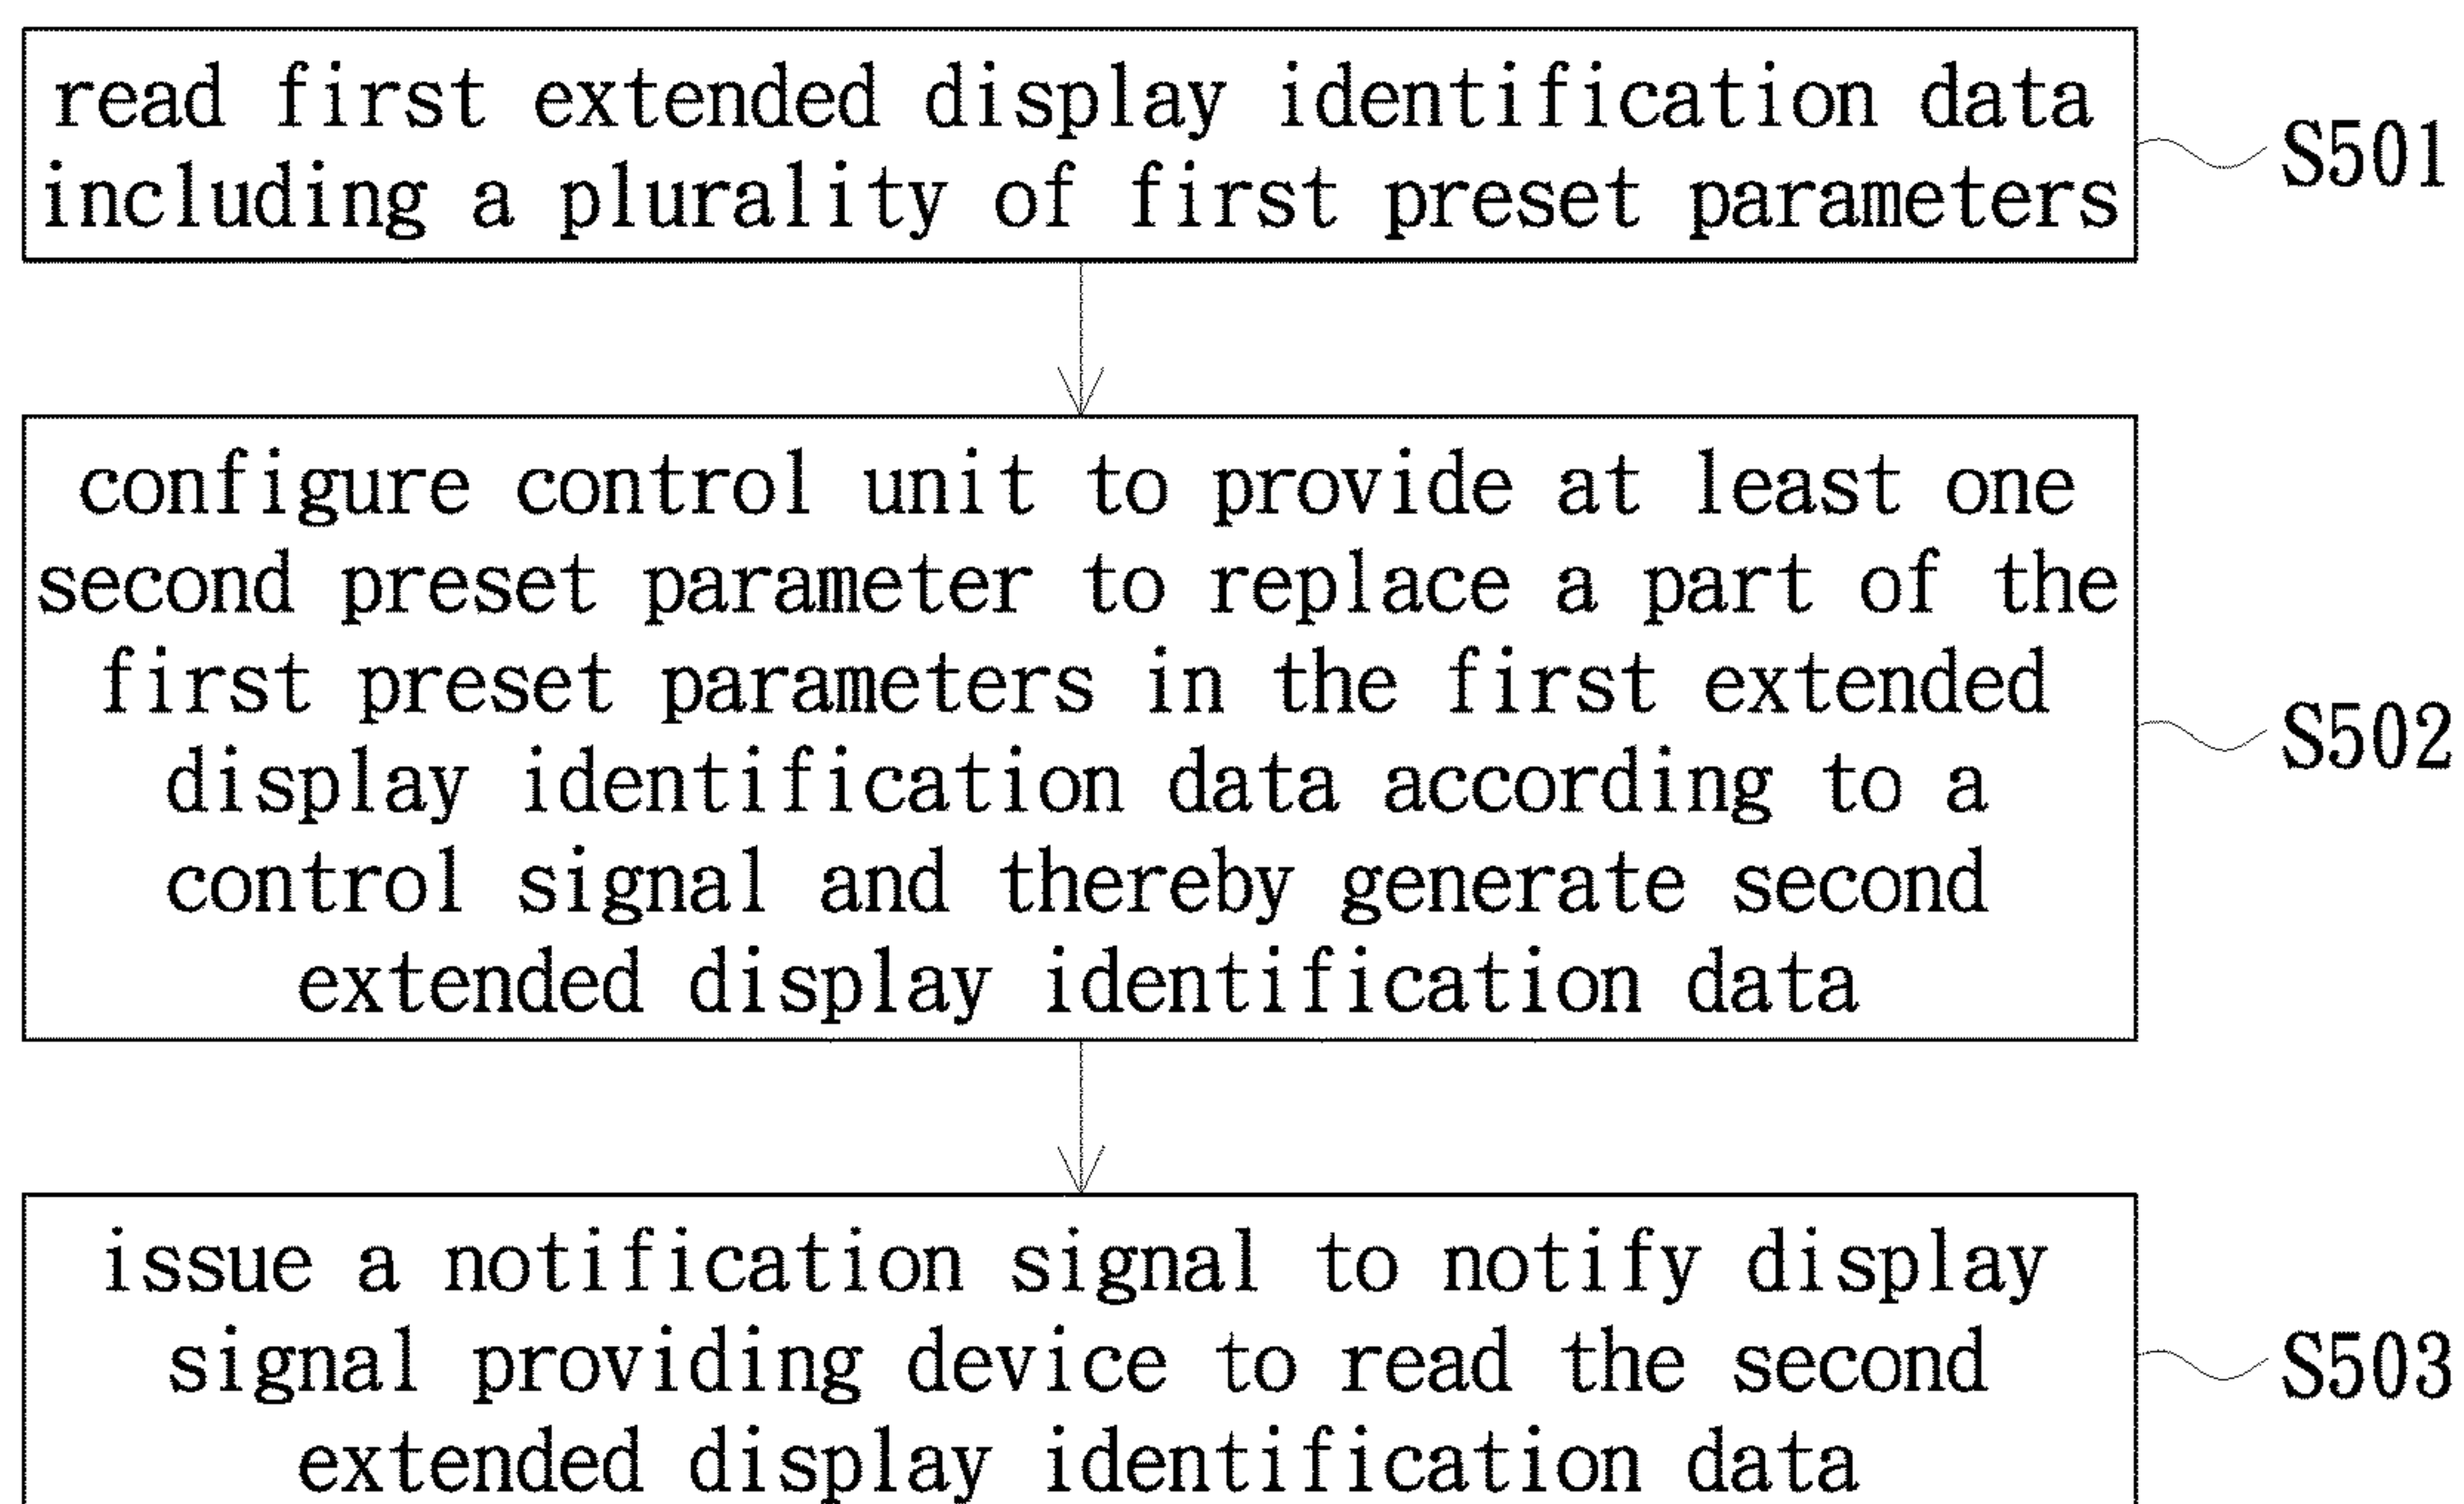 read first extended display identification data
including a plurality of first preset parameters
S501
configure control unit to provide at least one
second preset parameter to replace a part of the
first preset parameters in the first extended
display identification data according to a
control signal and thereby generate second
extended display identification data
S502
issue a notification signal to notify display
signal providing device to read the second
extended display identification data
S503